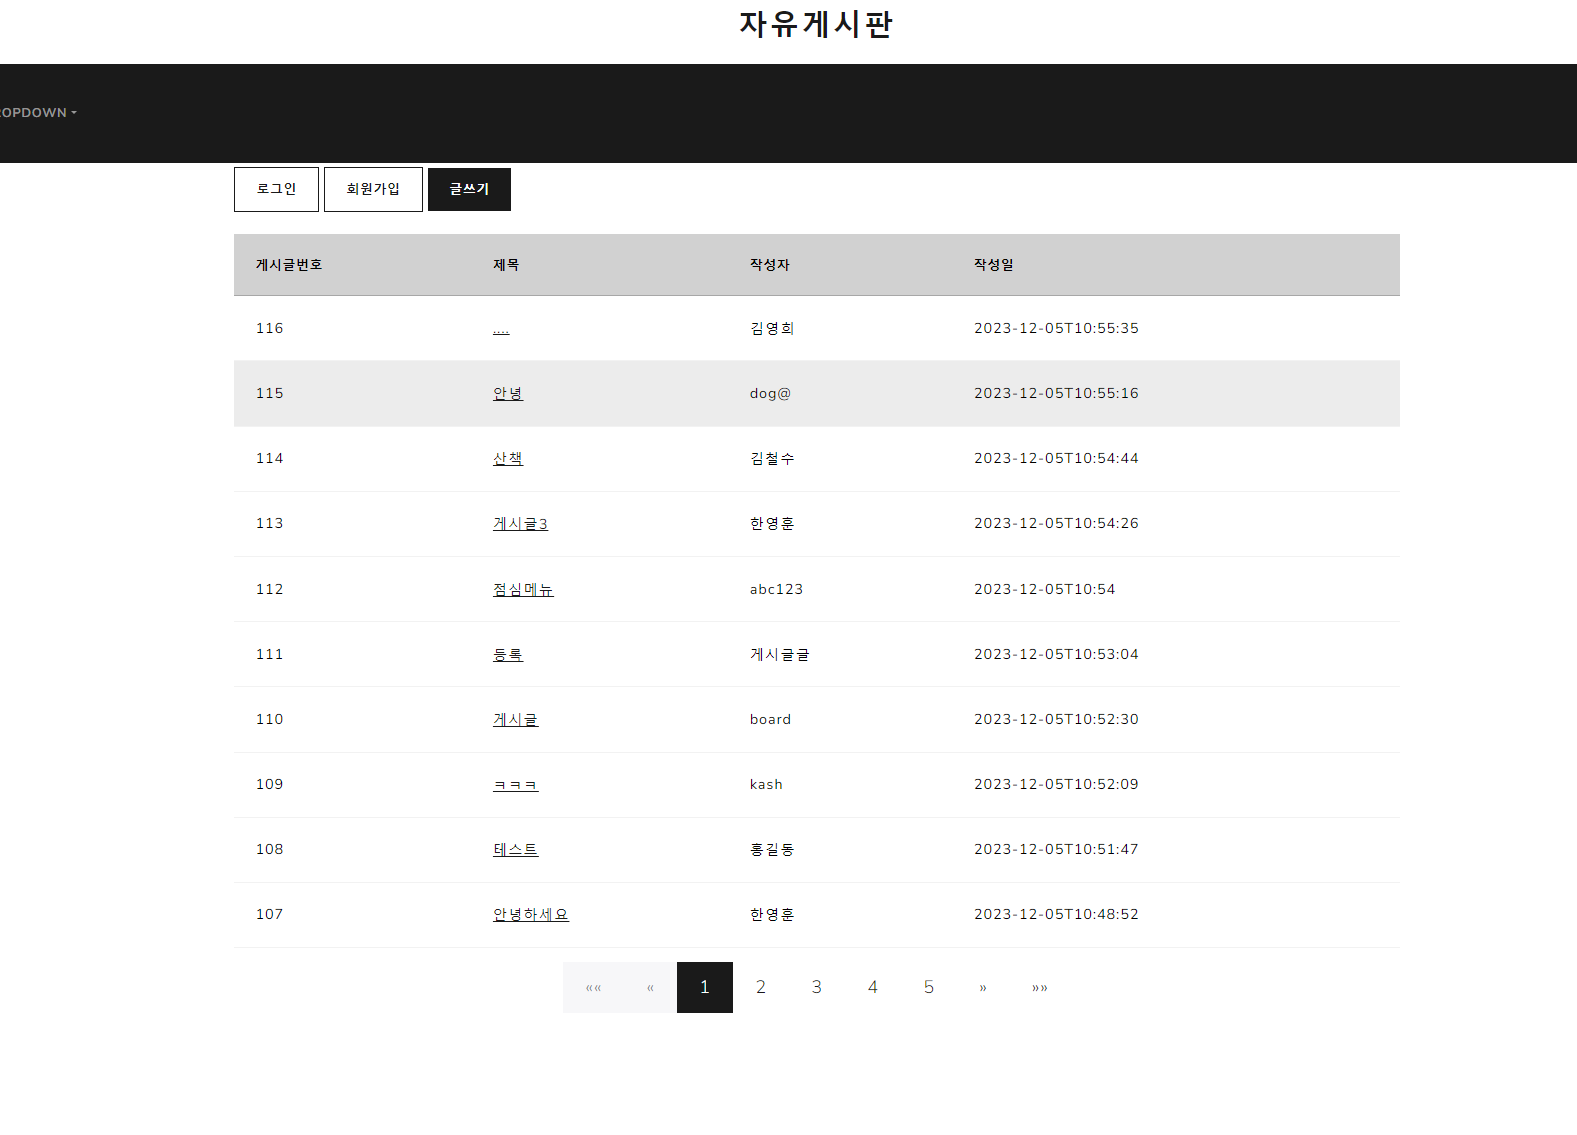 자유게시판
ROPDOWN
로그인 회원가입 글쓰기
게시글번호 제목 작성자 작성일
116 .... 김영희 2023-12-05T10:55:35
115 안녕 dog@ 2023-12-05T10:55:16
114 산책 김철수 2023-12-05T10:54:44
113 게시글3 한영훈 2023-12-05T10:54:26
112 점심메뉴 abc123 2023-12-05T10:54
111 등록 게시글글 2023-12-05T10:53:04
110 게시글 board 2023-12-05T10:52:30
109 ㅋㅋㅋ kash 2023-12-05T10:52:09
108 테스트 홍길동 2023-12-05T10:51:47
107 안녕하세요 한영훈 2023-12-05T10:48:52
«« « 1 2 3 4 5 » »»